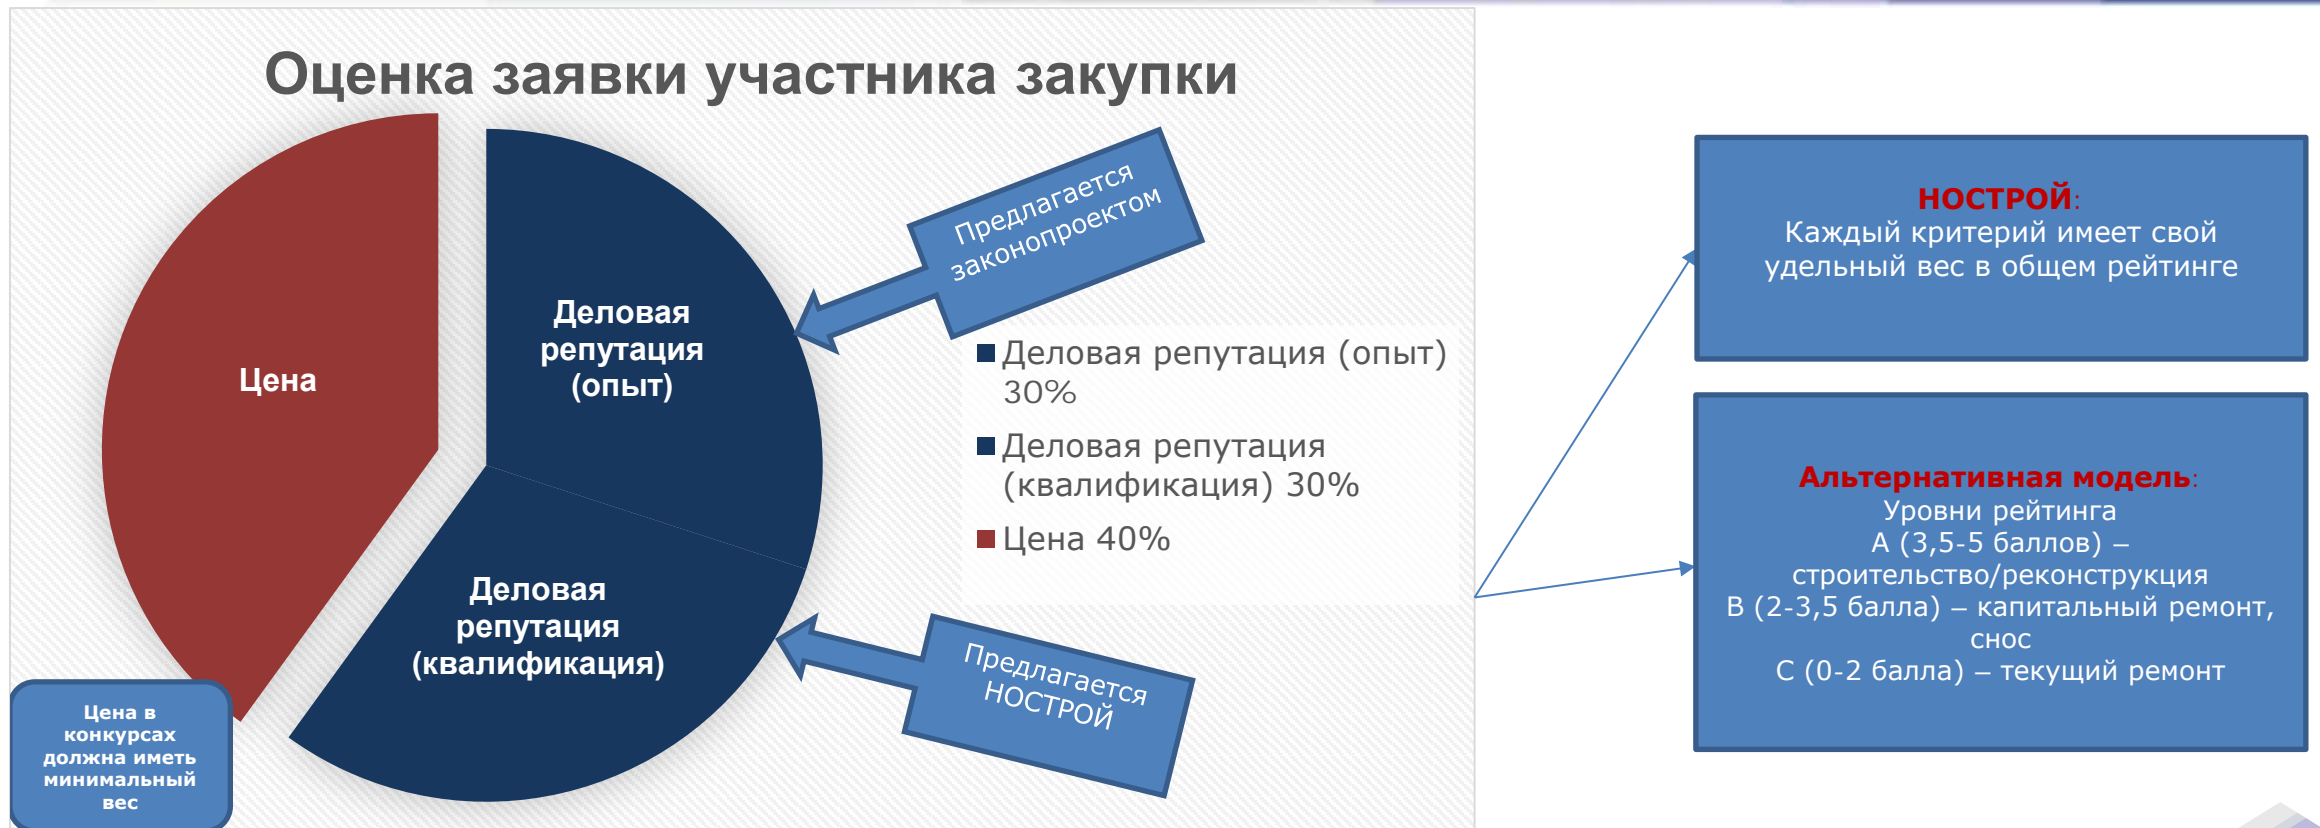 Оценка заявки участника закупки
Цена
Деловая
репутация
(опыт)
Деловая
репутация
(квалификация)
Предлагается
законопроектом
Деловая репутация (опыт)
30%
Деловая репутация
(квалификация) 30%
Цена 40%
Предлагается
НОСТРОЙ
Цена в
конкурсах
должна иметь
минимальный
вес
НОСТРОЙ:
Каждый критерий имеет свой
удельный вес в общем рейтинге
Альтернативная модель:
Уровни рейтинга
А (3,5-5 баллов) –
строительство/реконструкция
В (2-3,5 балла) – капитальный ремонт,
снос
С (0-2 балла) – текущий ремонт